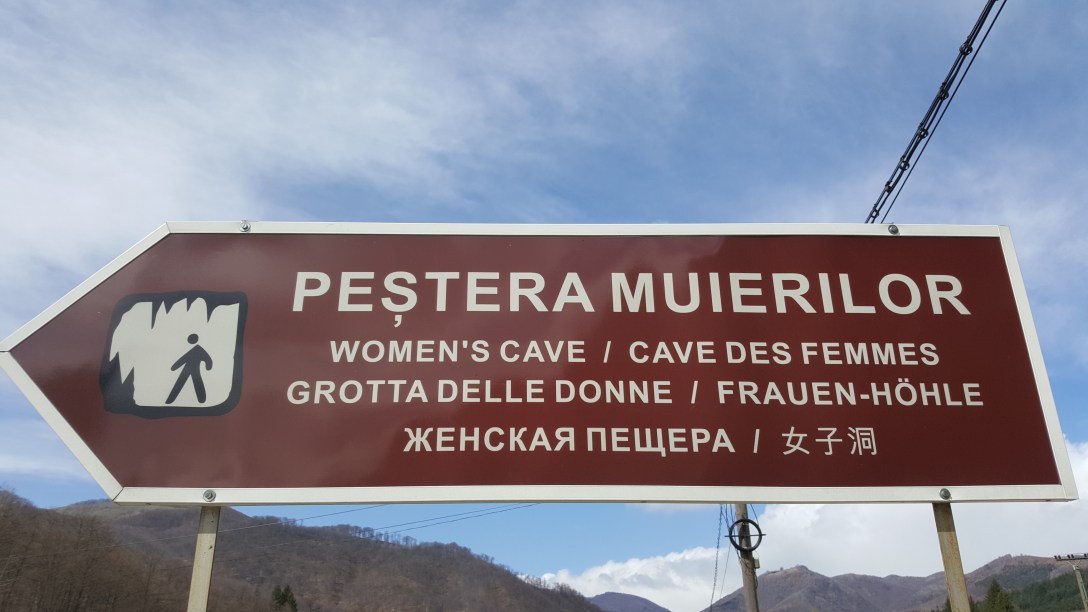 PEȘTERA MUIERILOR
WOMEN'S CAVE / CAVE DES FEMMES
GROTTA DELLE DONNE / FRAUEN-HÖHLE
ЖЕНСКАЯ ПЕЩЕРА / 女子洞